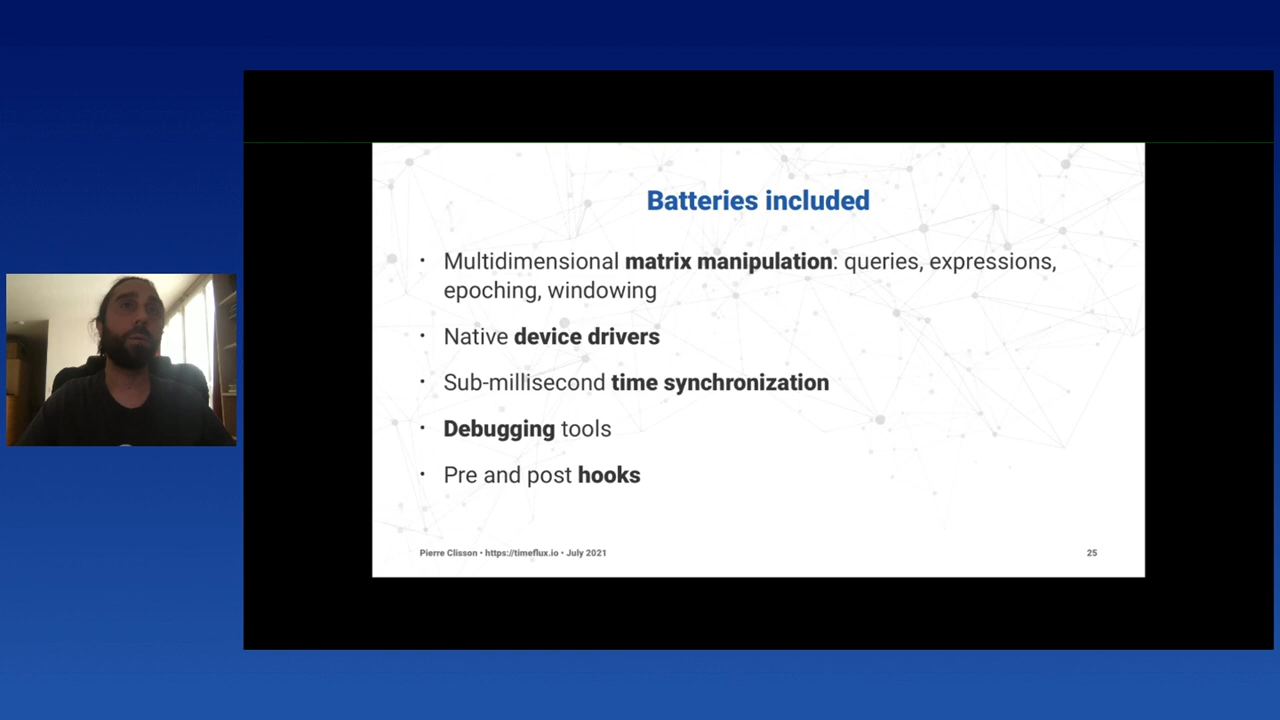 Batteries included
• Multidimensional matrix manipulation: queries, expressions,
epoching, windowing
• Native device drivers
• Sub-millisecond time synchronization
• Debugging tools
• Pre and post hooks
Pierre Clisson • https://timeflux.io • July 2021
25